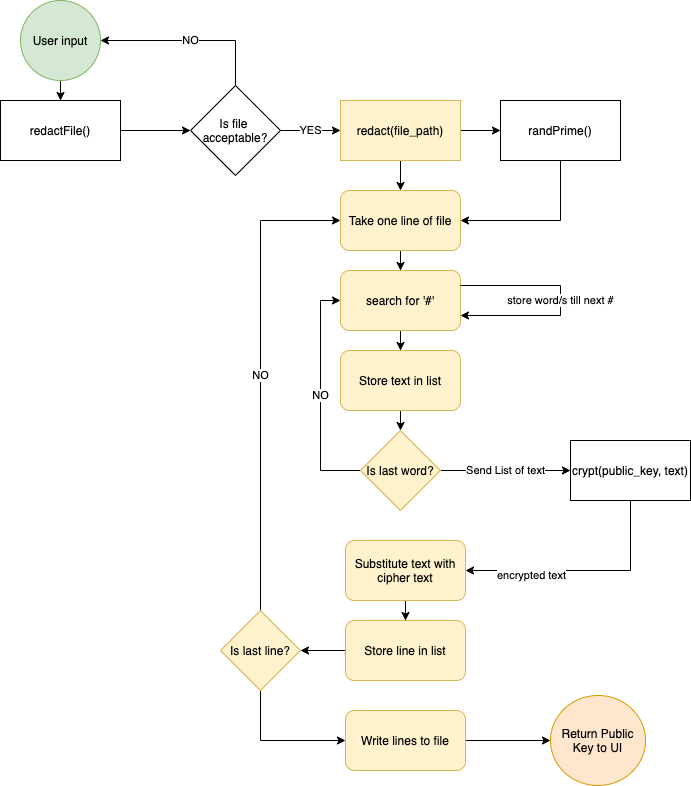 User input
NO
redactFile()
Is file
acceptable?
YES
redact(file_path)
randPrime()
Take one line of file
search for '#'
store word/s till next #
Store text in list
NO
NO
Is last word?
Send List of text
crypt(public_key, text)
Substitute text with
cipher text
encrypted text
Is last line?
Store line in list
Write lines to file
Return Public
Key to UI